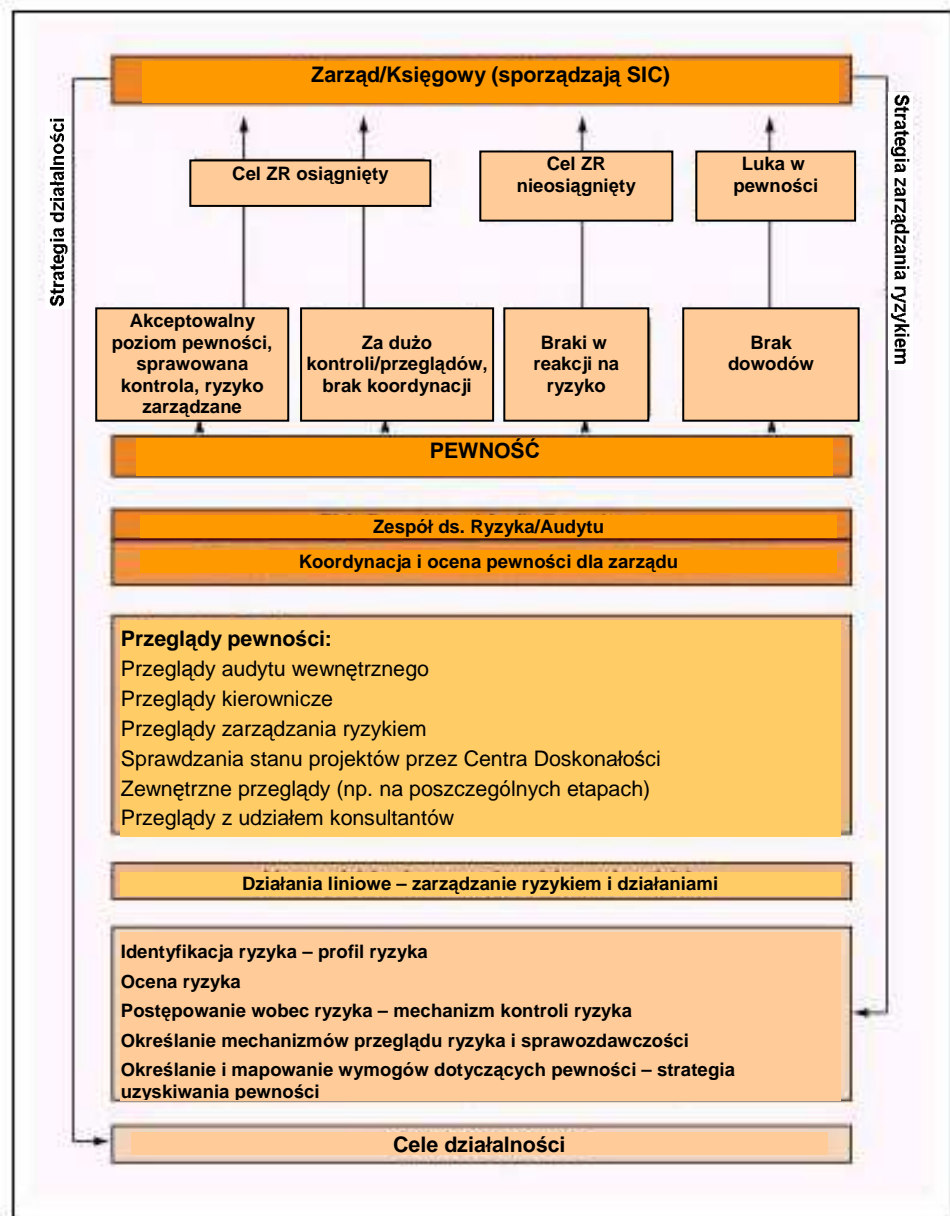 Zarząd/Księgowy (sporządzają SIC)
Strategia działalności
Strategia zarządzania ryzykiem
Cel ZR osiągnięty
Cel ZR
nieosiągnięty
Luka w
pewności
Akceptowalny
poziom pewności,
sprawowana
kontrola, ryzyko
zarządzane
Za dużo
kontroli/przeglądów,
brak koordynacji
Braki w
reakcji na
ryzyko
Brak
dowodów
PEWNOŚĆ
Zespół ds. Ryzyka/Audytu
Koordynacja i ocena pewności dla zarządu
Przeglądy pewności:
Przeglądy audytu wewnętrznego
Przeglądy kierownicze
Przeglądy zarządzania ryzykiem
Sprawdzania stanu projektów przez Centra Doskonałości
Zewnętrzne przeglądy (np. na poszczególnych etapach)
Przeglądy z udziałem konsultantów
Działania liniowe – zarządzanie ryzykiem i działaniami
Identyfikacja ryzyka – profil ryzyka
Ocena ryzyka
Postępowanie wobec ryzyka – mechanizm kontroli ryzyka
Określanie mechanizmów przeglądu ryzyka i sprawozdawczości
Określanie i mapowanie wymogów dotyczących pewności – strategia
uzyskiwania pewności
Cele działalności